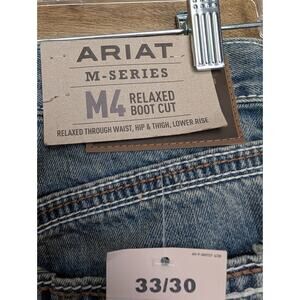 ARIAT
M-SERIES
M4 RELAXED
BOOT CUT
RELAXED THROUGH WAIST, HIP & THIGH, LOWER RISE
33/30